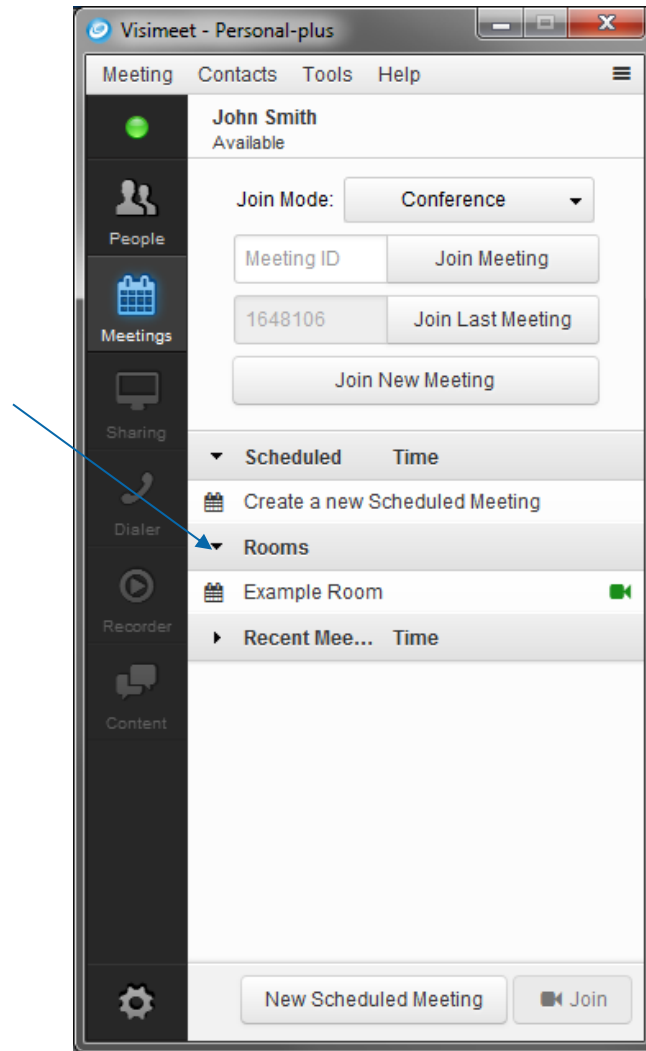 Visimeet - Personal-plus
Meeting Contacts Tools Help
John Smith
Available
People
Meetings
Sharing
Dialer
Recorder
Content
Join Mode: Conference
Meeting ID Join Meeting
1648106 Join Last Meeting
Join New Meeting
Scheduled Time
Create a new Scheduled Meeting
Rooms
Example Room
Recent Mee... Time
New Scheduled Meeting Join